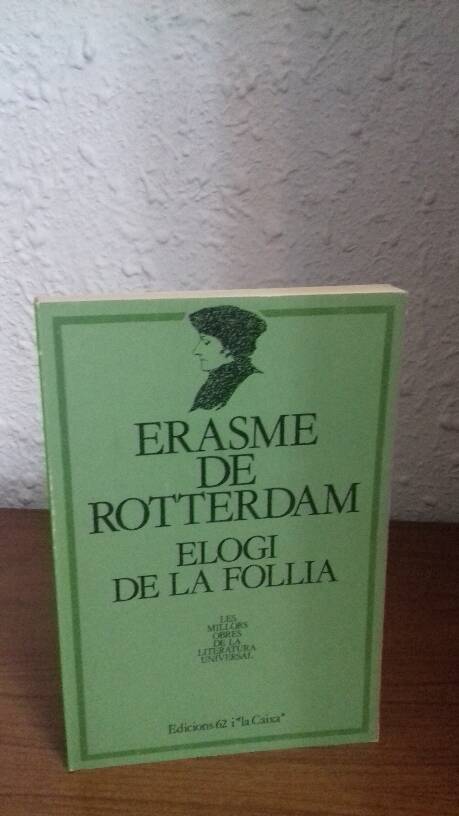 ERASME
DE
ROTTERDAM
ELOGI
DE LA FOLLIA
LES
MILLORS
OBRES
DE LA
LITERATURA
UNIVERSAL
Edicions 62 i "la Caixa"